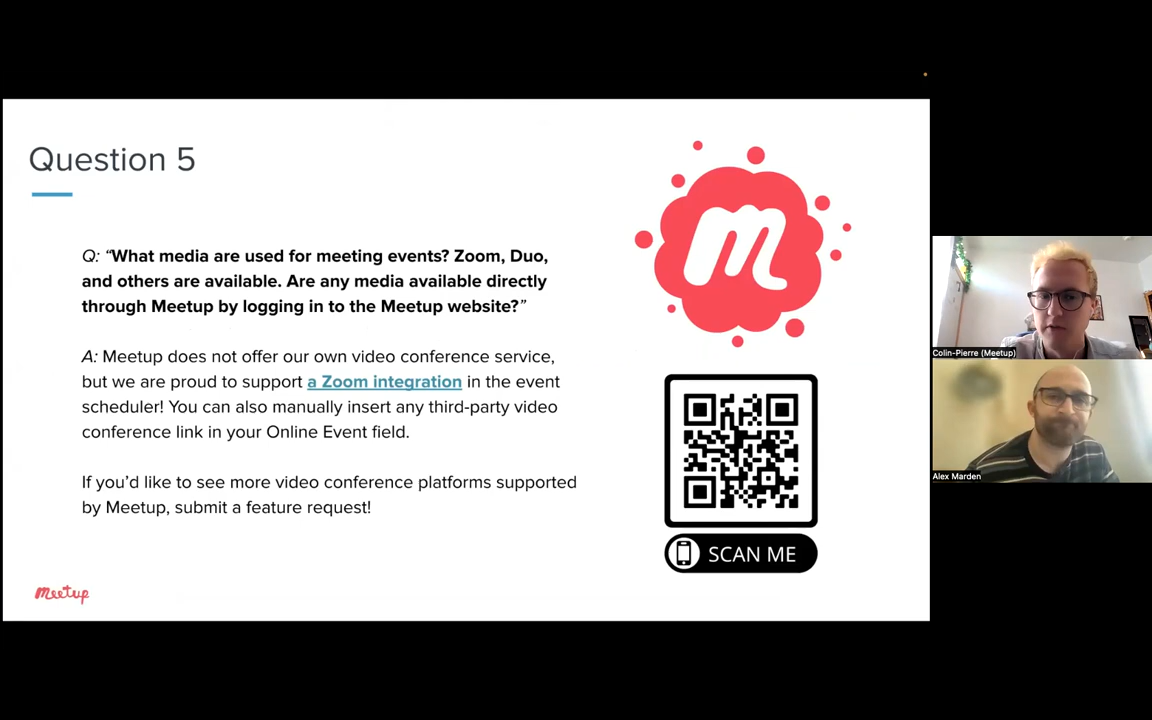 Question 5
Q: “What media are used for meeting events? Zoom, Duo,
and others are available. Are any media available directly
through Meetup by logging in to the Meetup website?”
A: Meetup does not offer our own video conference service,
but we are proud to support a Zoom integration in the event
scheduler! You can also manually insert any third-party video
conference link in your Online Event field.
If you’d like to see more video conference platforms supported
by Meetup, submit a feature request!
meetup
m
SCAN ME
Colin-Pierre (Meetup)
Alex Marden